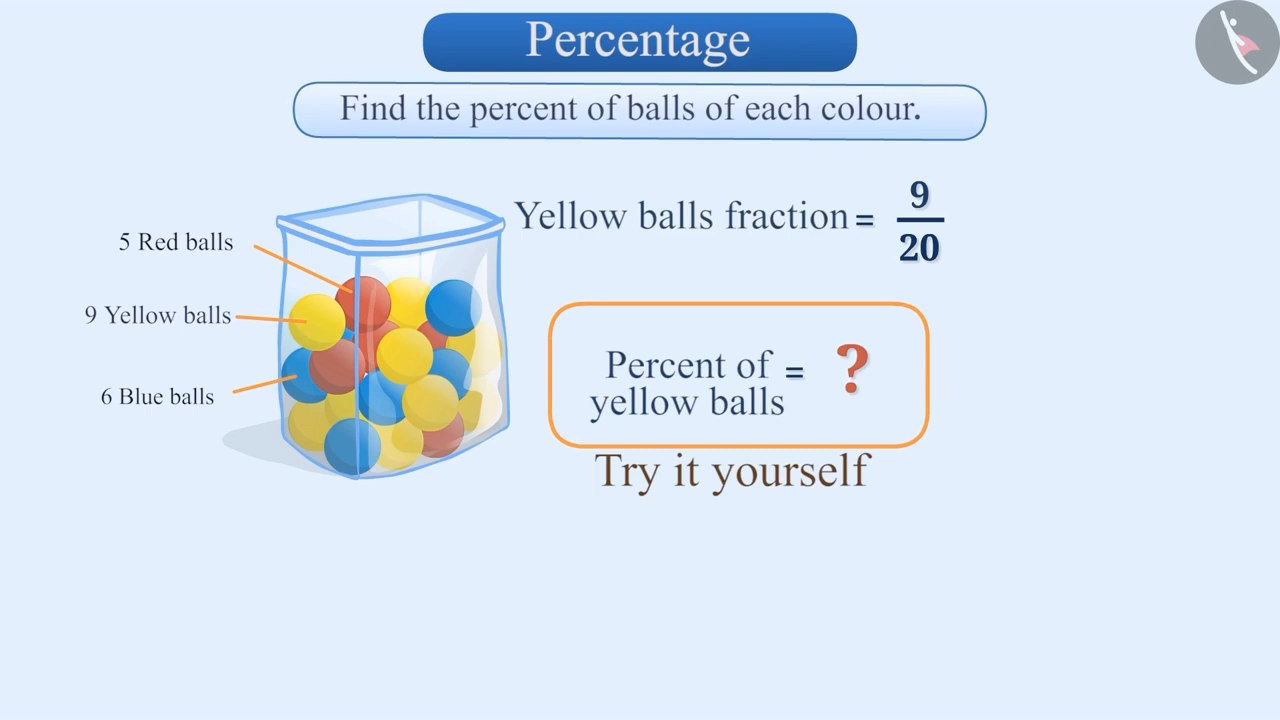 Percentage
Find the percent of balls of each colour.
Yellow balls fraction = 9/20
5 Red balls
9 Yellow balls
6 Blue balls
Percent of = ?
yellow balls
Try it yourself